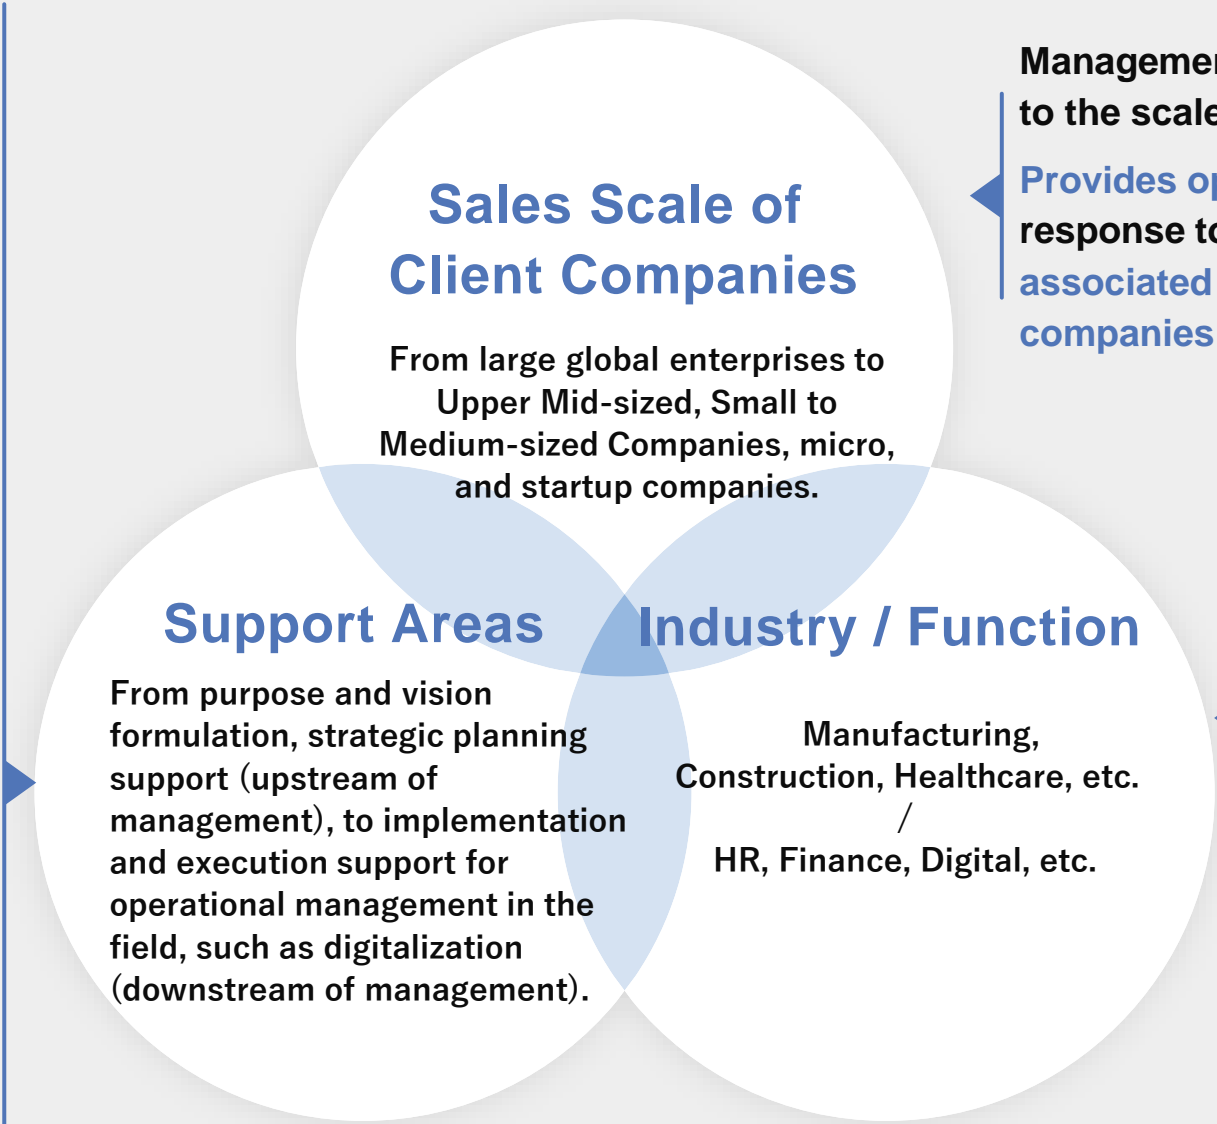 Sales Scale of
Client Companies
From large global enterprises to
Upper Mid-sized, Small to
Medium-sized Companies, micro,
and startup companies.
to the scale
Provides
response
associated
companies
Support Areas
From purpose and vision
formulation, strategic planning
support (upstream of
management), to implementation
and execution support for
operational management in the
field, such as digitalization
(downstream of management).
Industry / Function
Manufacturing,
Construction, Healthcare, etc.
/
HR, Finance, Digital, etc.